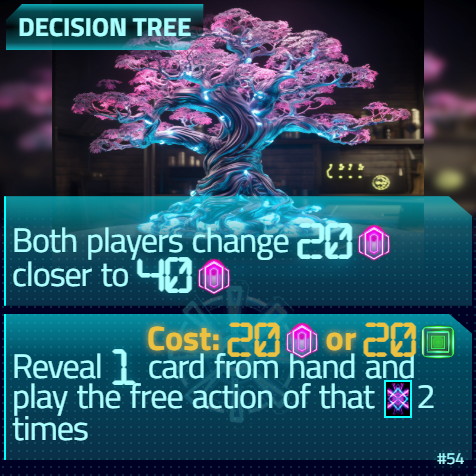 DECISION TREE
Both players change 20
closer to 40
Cost: 20 or 20
Reveal 1 card from hand and
play the free action of that 2
times
#54